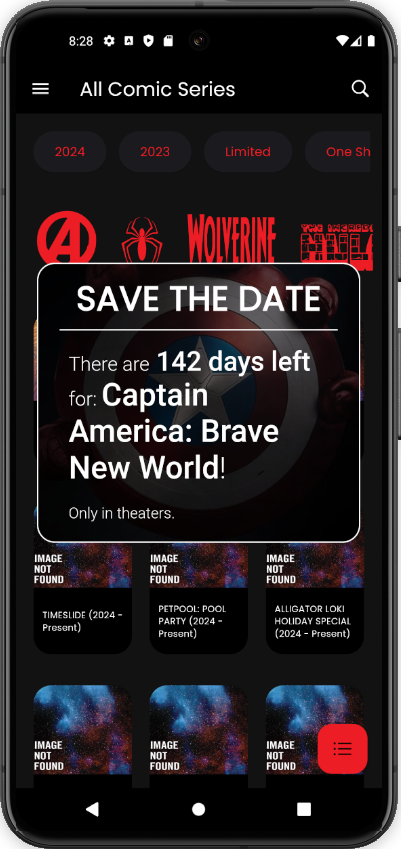 8:28
All Comic Series
2024
2023
Limited
One Sh
WOLVERINE
THE INCREDI
HULK
SAVE THE DATE
There are 142 days left
for: Captain
America: Brave
New World!
Only in theaters.
IMAGE NOT FOUND
IMAGE NOT FOUND
IMAGE NOT FOUND
TIMESLIDE (2024 -
Present)
PETPOOL: POOL
PARTY (2024 -
Present)
ALLIGATOR LOKI
HOLIDAY SPECIAL
(2024 - Present)
IMAGE
NOT
FOUND
IMAGE
NOT
FOUND
IMAGE
NOT
FOUND